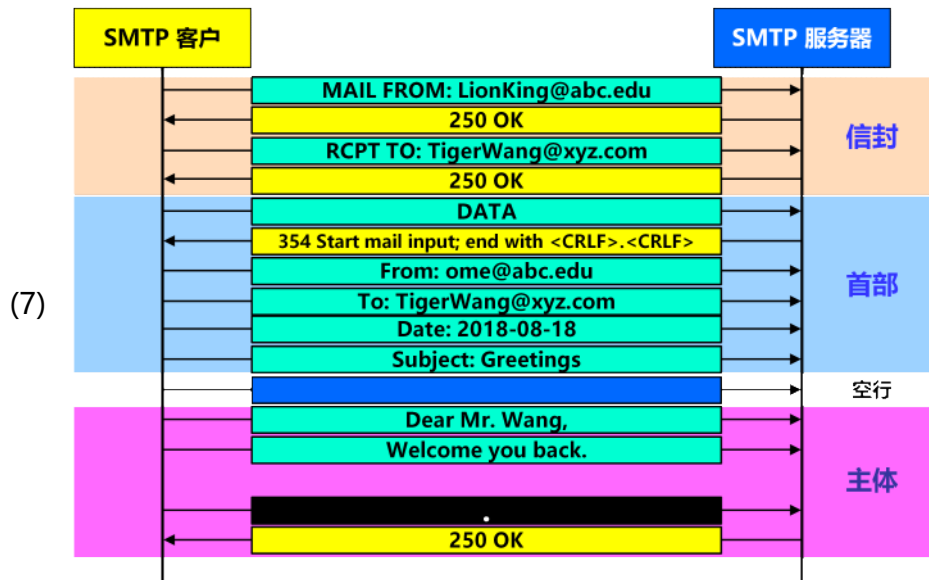 SMTP 客户
SMTP 服务器
MAIL FROM: LionKing@abc.edu
250 OK
信封
RCPT TO: TigerWang@xyz.com
250 OK
DATA
354 Start mail input; end with <CRLF>.<CRLF>
From: ome@abc.edu
首部
(7)
To: TigerWang@xyz.com
Date: 2018-08-18
Subject: Greetings
空行
Dear Mr. Wang,
Welcome you back.
主体
.
250 OK